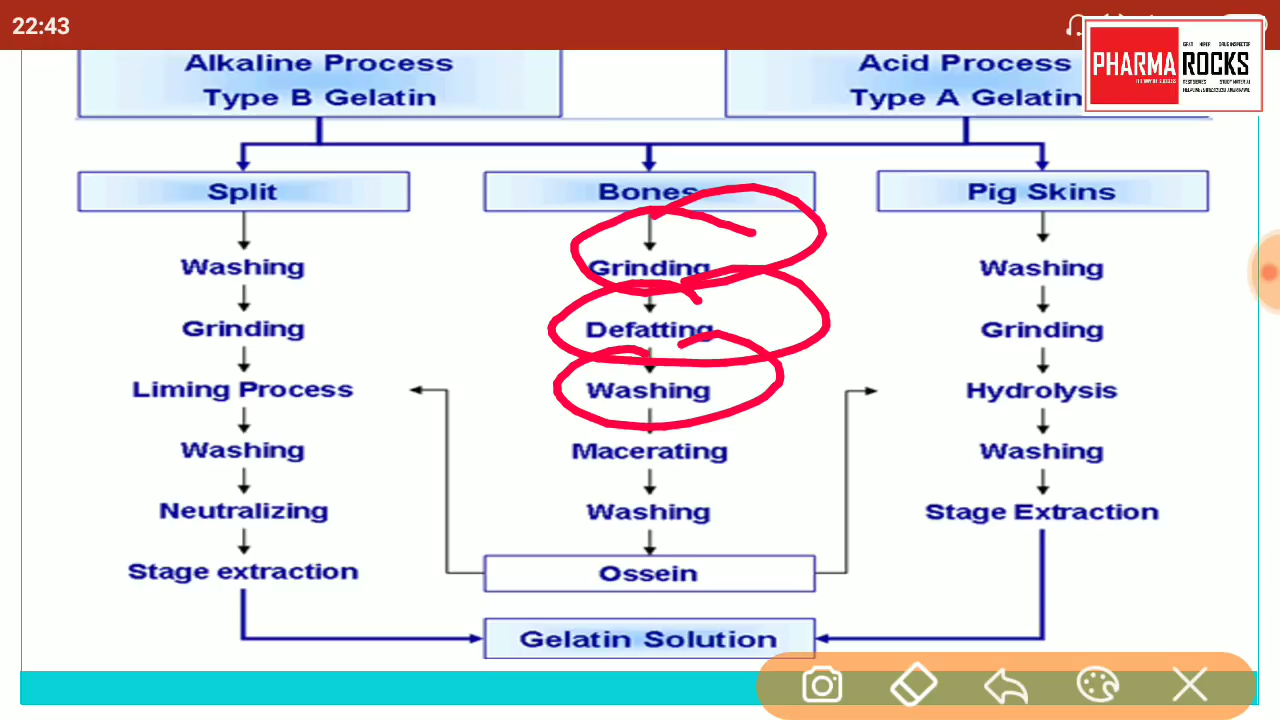 22:43
PHARMA ROCKS
Alkaline Process
Type B Gelatin
Acid Process
Type A Gelatin
Split
Washing
Grinding
Liming Process
Washing
Neutralizing
Stage extraction
Bones
Grinding
Defatting
Washing
Macerating
Washing
Ossein
Pig Skins
Washing
Grinding
Hydrolysis
Washing
Stage Extraction
Gelatin Solution